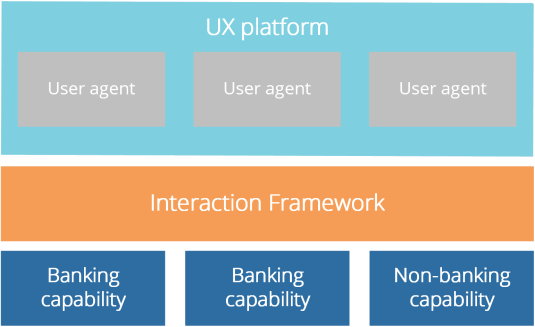 UX platform
User agent User agent User agent
Interaction Framework
Banking Banking Non-banking
capability capability capability